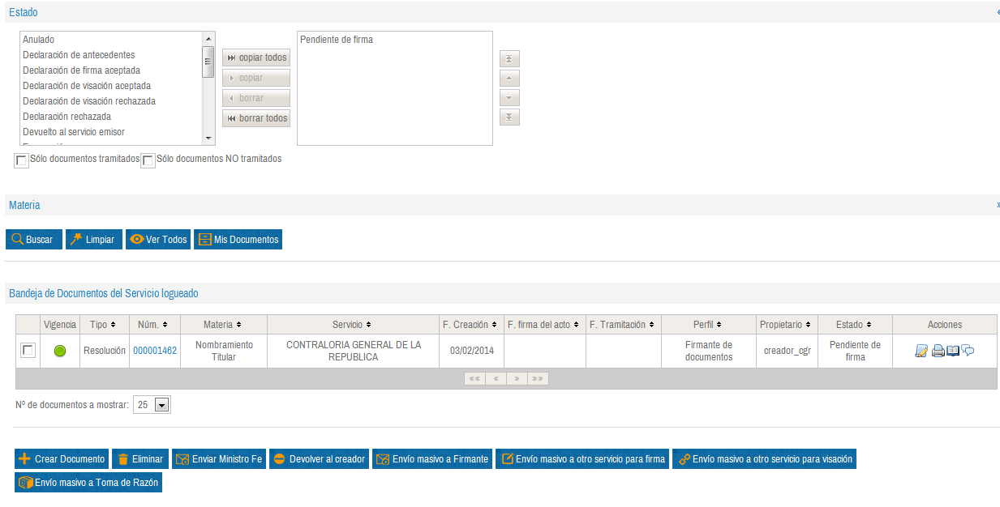 Estado
Anulado
Declaración de antecedentes
Declaración de firma aceptada
Declaración de visación aceptada
Declaración de visación rechazada
Declaración rechazada
Devuelto al servicio emisor
copiar todos
copiar
borrar
borrar todos
Pendiente de firma
Sólo documentos tramitados Sólo documentos NO tramitados
Materia
Buscar Limpiar Ver Todos Mis Documentos
Bandeja de Documentos del Servicio logueado
Vigencia Tipo Núm. Materia Servicio F. Creación F. firma del acto F. Tramitación Perfil Propietario Estado Acciones
Resolución 000001462 Nombramiento Titular CONTRALORIA GENERAL DE LA REPUBLICA 03/02/2014 Firmante de documentos creador_cgr Pendiente de firma
Nº de documentos a mostrar: 25
Crear Documento Eliminar Enviar Ministro Fe Devolver al creador Envío masivo a Firmante Envío masivo a otro servicio para firma Envío masivo a otro servicio para visación
Envío masivo a Toma de Razón